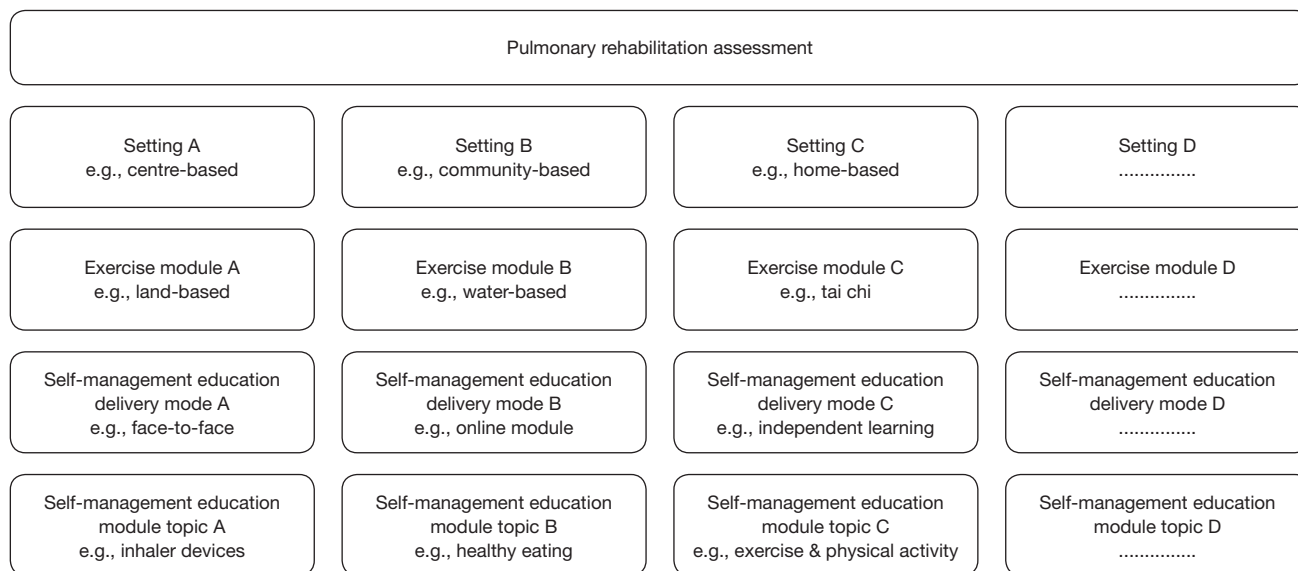 Pulmonary rehabilitation assessment
Setting A
e.g., centre-based
Setting B
e.g., community-based
Setting C
e.g., home-based
Setting D
...............
Exercise module A
e.g., land-based
Exercise module B
e.g., water-based
Exercise module C
e.g., tai chi
Exercise module D
...............
Self-management education
delivery mode A
e.g., face-to-face
Self-management education
delivery mode B
e.g., online module
Self-management education
delivery mode C
e.g., independent learning
Self-management education
delivery mode D
...............
Self-management education
module topic A
e.g., inhaler devices
Self-management education
module topic B
e.g., healthy eating
Self-management education
module topic C
e.g., exercise & physical activity
Self-management education
module topic D
...............